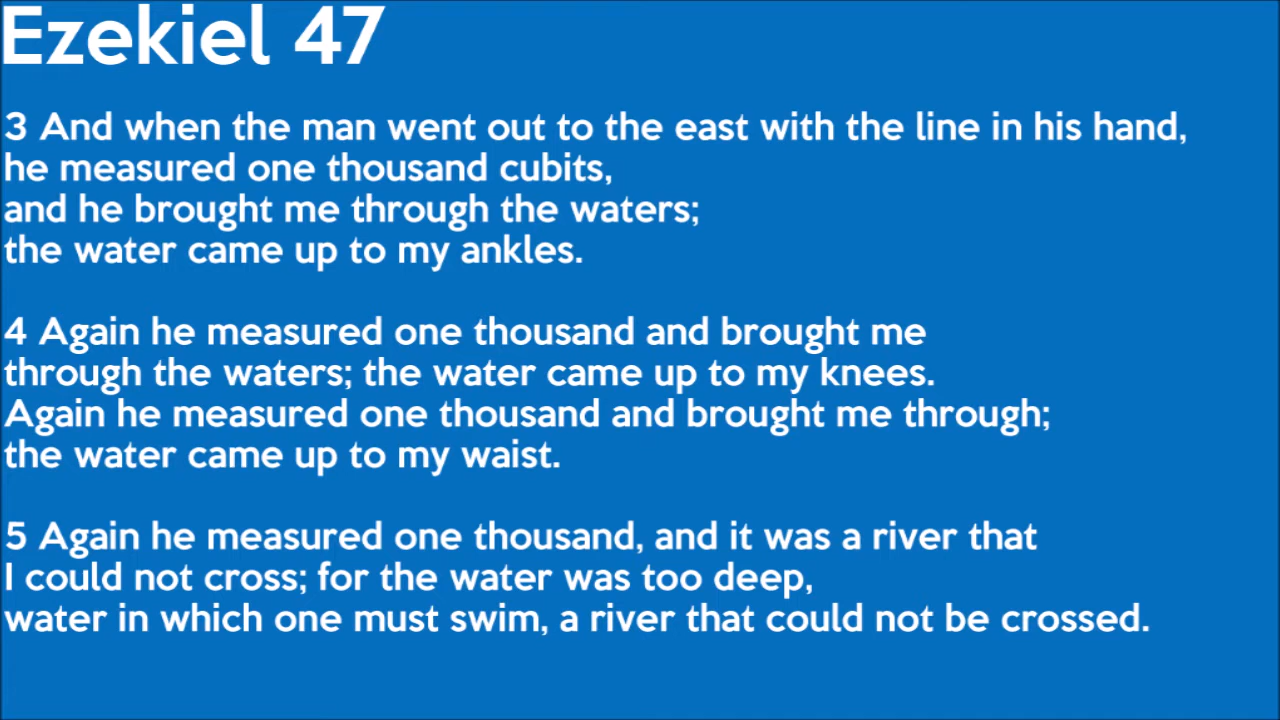 Ezekiel 47
3 And when the man went out to the east with the line in his hand,
he measured one thousand cubits,
and he brought me through the waters;
the water came up to my ankles.
4 Again he measured one thousand and brought me
through the waters; the water came up to my knees.
Again he measured one thousand and brought me through;
the water came up to my waist.
5 Again he measured one thousand, and it was a river that
I could not cross; for the water was too deep,
water in which one must swim, a river that could not be crossed.